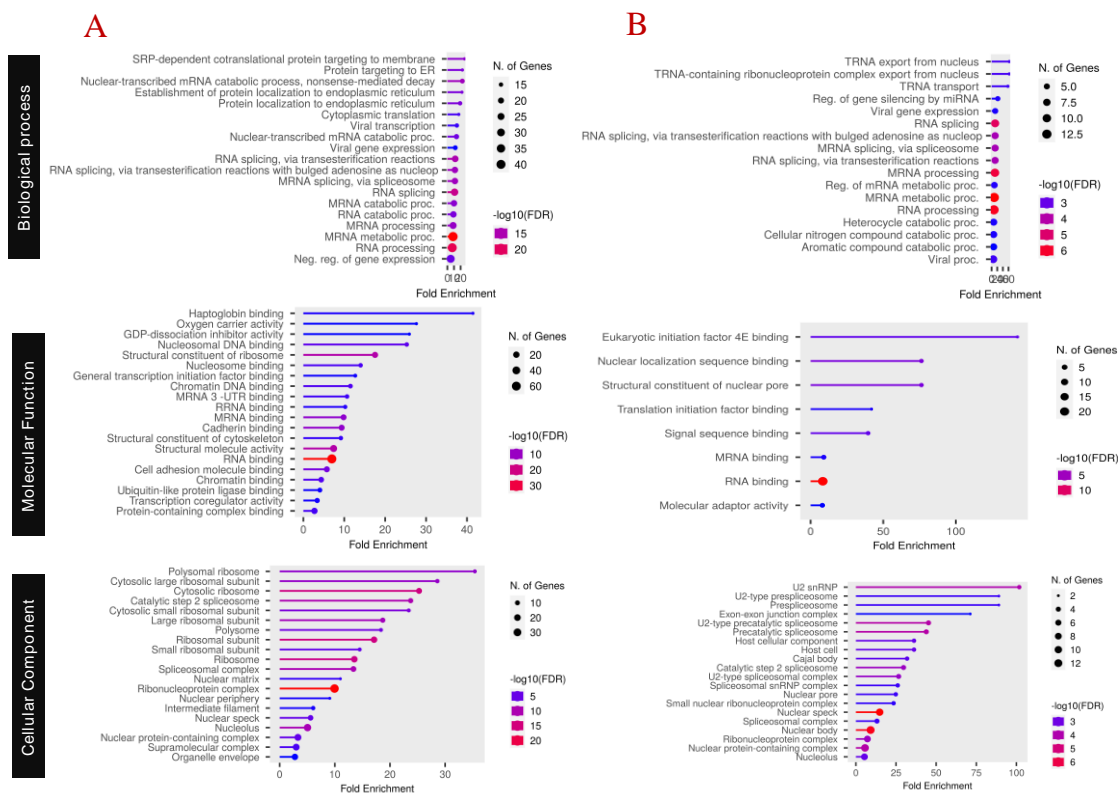 A
B
Biological process
SRP-dependent cotranslational protein targeting to membrane
Protein targeting to ER
Nuclear-transcribed mRNA catabolic process, nonsense-mediated decay
Establishment of protein localization to endoplasmic reticulum
Protein localization to endoplasmic reticulum
Cytoplasmic translation
Viral transcription
Nuclear-transcribed mRNA catabolic proc.
Viral gene expression
RNA splicing, via transesterification reactions
RNA splicing, via transesterification reactions with bulged adenosine as nucleop
MRNA splicing, via spliceosome
RNA splicing
MRNA catabolic proc.
RNA catabolic proc.
MRNA processing
MRNA metabolic proc.
RNA processing
Neg. reg. of gene expression
Fold Enrichment
N. of Genes
15
20
25
30
35
40
-log10(FDR)
15
20
TRNA export from nucleus
TRNA-containing ribonucleoprotein complex export from nucleus
TRNA transport
Reg. of gene silencing by miRNA
Viral gene expression
RNA splicing
RNA splicing, via transesterification reactions with bulged adenosine as nucleop
MRNA splicing, via spliceosome
RNA splicing, via transesterification reactions
MRNA processing
Reg. of mRNA metabolic proc.
MRNA metabolic proc.
RNA processing
Heterocycle catabolic proc.
Cellular nitrogen compound catabolic proc.
Aromatic compound catabolic proc.
Viral proc.
Fold Enrichment
N. of Genes
5.0
7.5
10.0
12.5
-log10(FDR)
3
4
5
6
Molecular Function
Haptoglobin binding
Oxygen carrier activity
GDP-dissociation inhibitor activity
Nucleosomal DNA binding
Structural constituent of ribosome
Nucleosome binding
General transcription initiation factor binding
Chromatin DNA binding
MRNA 3 -UTR binding
RRNA binding
MRNA binding
Cadherin binding
Structural constituent of cytoskeleton
Structural molecule activity
RNA binding
Cell adhesion molecule binding
Chromatin binding
Ubiquitin-like protein ligase binding
Transcription coregulator activity
Protein-containing complex binding
0 10 20 30 40
Fold Enrichment
N. of Genes
20
40
60
-log10(FDR)
10
20
30
Eukaryotic initiation factor 4E binding
Nuclear localization sequence binding
Structural constituent of nuclear pore
Translation initiation factor binding
Signal sequence binding
MRNA binding
RNA binding
Molecular adaptor activity
0 50 100
Fold Enrichment
N. of Genes
5
10
15
20
-log10(FDR)
5
10
Cellular Component
Polysomal ribosome
Cytosolic large ribosomal subunit
Cytosolic ribosome
Catalytic step 2 spliceosome
Cytosolic small ribosomal subunit
Large ribosomal subunit
Polysome
Ribosomal subunit
Small ribosomal subunit
Ribosome
Spliceosomal complex
Nuclear matrix
Ribonucleoprotein complex
Nuclear periphery
Intermediate filament
Nuclear speck
Nucleolus
Nuclear protein-containing complex
Supramolecular complex
Organelle envelope
0 10 20 30
Fold Enrichment
N. of Genes
10
20
30
-log10(FDR)
5
10
15
20
U2 snRNP
U2-type prespliceosome
Prespliceosome
Exon-exon junction complex
U2-type precatalytic spliceosome
Precatalytic spliceosome
Host cellular component
Host cell
Cajal body
Catalytic step 2 spliceosome
U2-type spliceosomal complex
Spliceosomal snRNP complex
Nuclear pore
Small nuclear ribonucleoprotein complex
Nuclear speck
Spliceosomal complex
Nuclear body
Ribonucleoprotein complex
Nuclear protein-containing complex
Nucleolus
0 25 50 75 100
Fold Enrichment
N. of Genes
2
4
6
8
10
12
-log10(FDR)
3
4
5
6